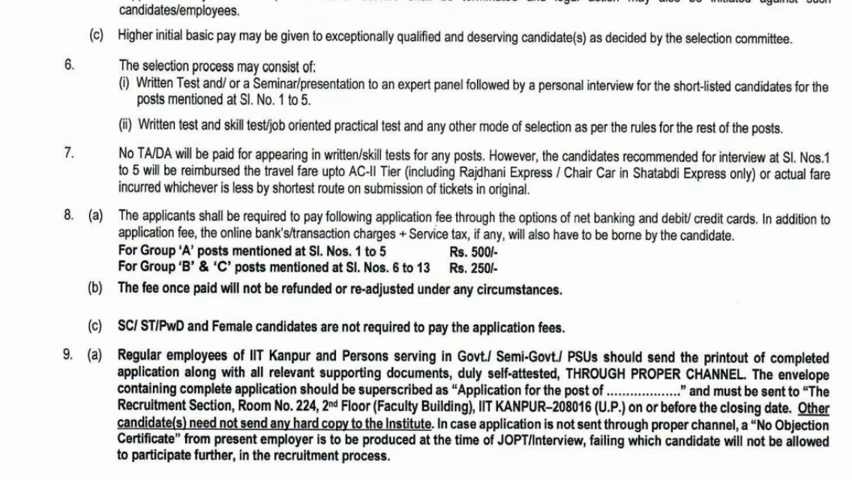 candidates/employees.
(c) Higher initial basic pay may be given to exceptionally qualified and deserving candidate(s) as decided by the selection committee.
6. The selection process may consist of:
(i) Written Test and/ or a Seminar/presentation to an expert panel followed by a personal interview for the short-listed candidates for the
posts mentioned at Sl. No. 1 to 5.
(ii) Written test and skill test/job oriented practical test and any other mode of selection as per the rules for the rest of the posts.
7. No TA/DA will be paid for appearing in written/skill tests for any posts. However, the candidates recommended for interview at Sl. Nos.1
to 5 will be reimbursed the travel fare upto AC-II Tier (including Rajdhani Express / Chair Car in Shatabdi Express only) or actual fare
incurred whichever is less by shortest route on submission of tickets in original.
8. (a) The applicants shall be required to pay following application fee through the options of net banking and debit/ credit cards. In addition to
application fee, the online bank's/transaction charges + Service tax, if any, will also have to be borne by the candidate.
For Group 'A' posts mentioned at Sl. Nos. 1 to 5 Rs. 500/-
For Group 'B' & 'C' posts mentioned at Sl. Nos. 6 to 13 Rs. 250/-
(b) The fee once paid will not be refunded or re-adjusted under any circumstances.
(c) SC/ ST/PwD and Female candidates are not required to pay the application fees.
9. (a) Regular employees of IIT Kanpur and Persons serving in Govt./ Semi-Govt./ PSUs should send the printout of completed
application along with all relevant supporting documents, duly self-attested, THROUGH PROPER CHANNEL. The envelope
containing complete application should be superscribed as “Application for the post of ...................” and must be sent to “The
Recruitment Section, Room No. 224, 2nd Floor (Faculty Building), IIT KANPUR–208016 (U.P.) on or before the closing date. Other
candidate(s) need not send any hard copy to the Institute. In case application is not sent through proper channel, a “No Objection
Certificate” from present employer is to be produced at the time of JOPT/Interview, failing which candidate will not be allowed
to participate further, in the recruitment process.